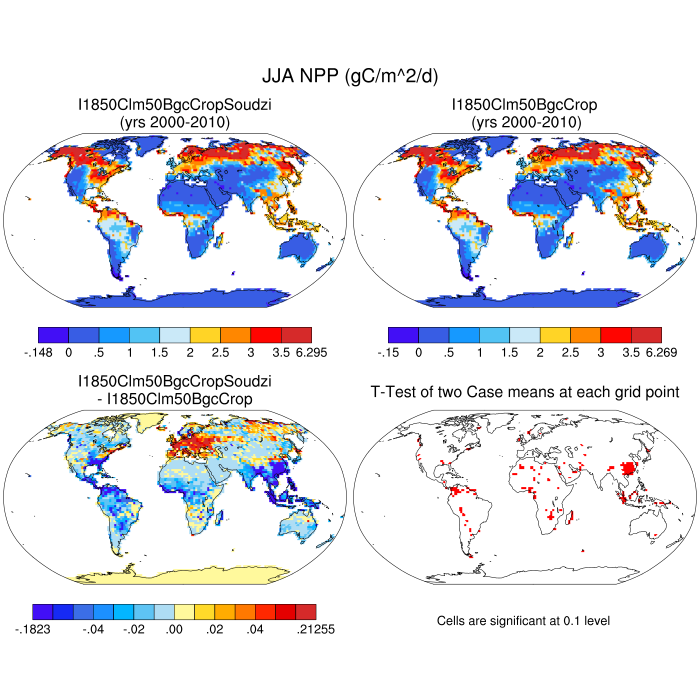 JJA NPP (gC/m^2/d)
I1850Clm50BgcCropSoudzi
(yrs 2000-2010)
I1850Clm50BgcCrop
(yrs 2000-2010)
-.148 0 .5 1 1.5 2 2.5 3 3.5 6.295
-.15 0 .5 1 1.5 2 2.5 3 3.5 6.269
I1850Clm50BgcCropSoudzi
- I1850Clm50BgcCrop
T-Test of two Case means at each grid point
-.1823 -.04 -.02 .00 .02 .04 .21255
Cells are significant at 0.1 level